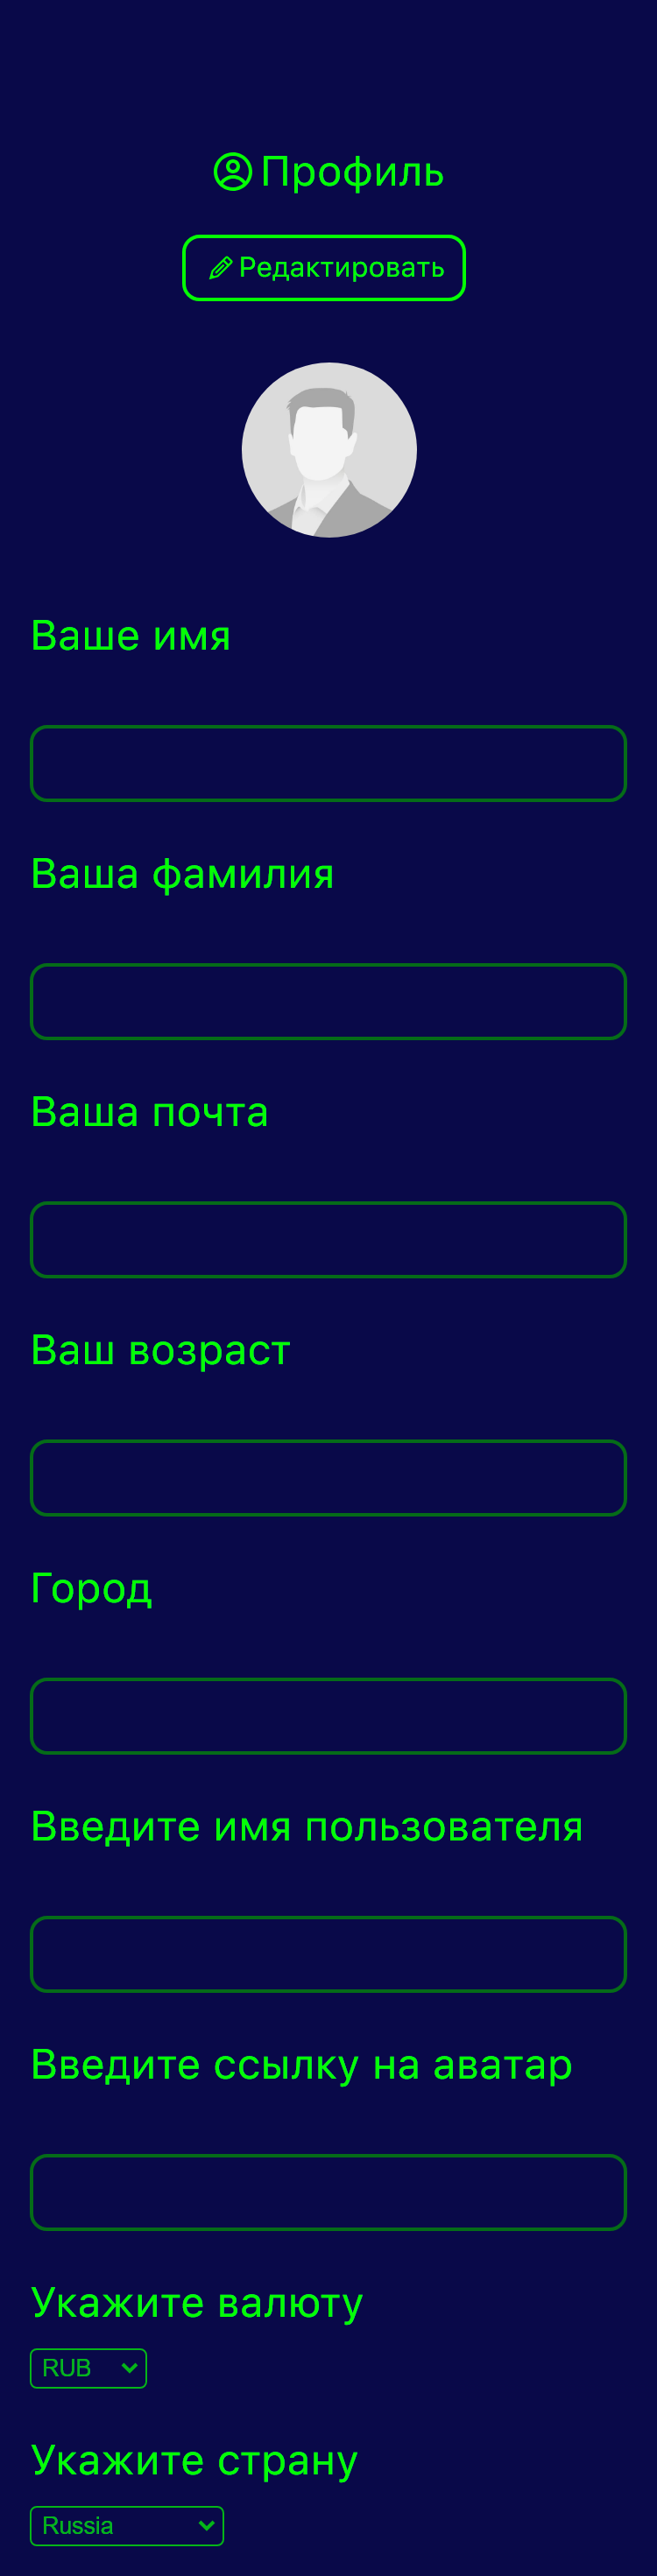 Профиль
Редактировать
Ваше имя
Ваша фамилия
Ваша почта
Ваш возраст
Город
Введите имя пользователя
Введите ссылку на аватар
Укажите валюту
RUB
Укажите страну
Russia